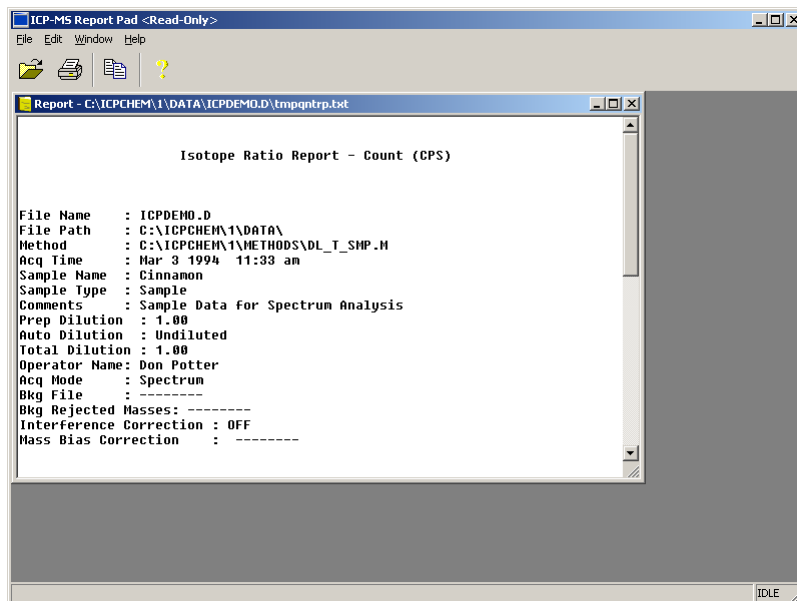 ICP-MS Report Pad <Read-Only>
File Edit Window Help
Report - C:\ICPCHEM\1\DATA\ICPDEMO.D\tmpqntrp.txt
Isotope Ratio Report - Count (CPS)
File Name : ICPDEMO.D
File Path : C:\ICPCHEM\1\DATA\
Method : C:\ICPCHEM\1\METHODS\DL_T_SMP.M
Acq Time : Mar 3 1994 11:33 am
Sample Name : Cinnamon
Sample Type : Sample
Comments : Sample Data for Spectrum Analysis
Prep Dilution : 1.00
Auto Dilution : Undiluted
Total Dilution : 1.00
Operator Name: Don Potter
Acq Mode : Spectrum
Bkg File : --------
Bkg Rejected Masses: --------
Interference Correction : OFF
Mass Bias Correction : --------
IDLE